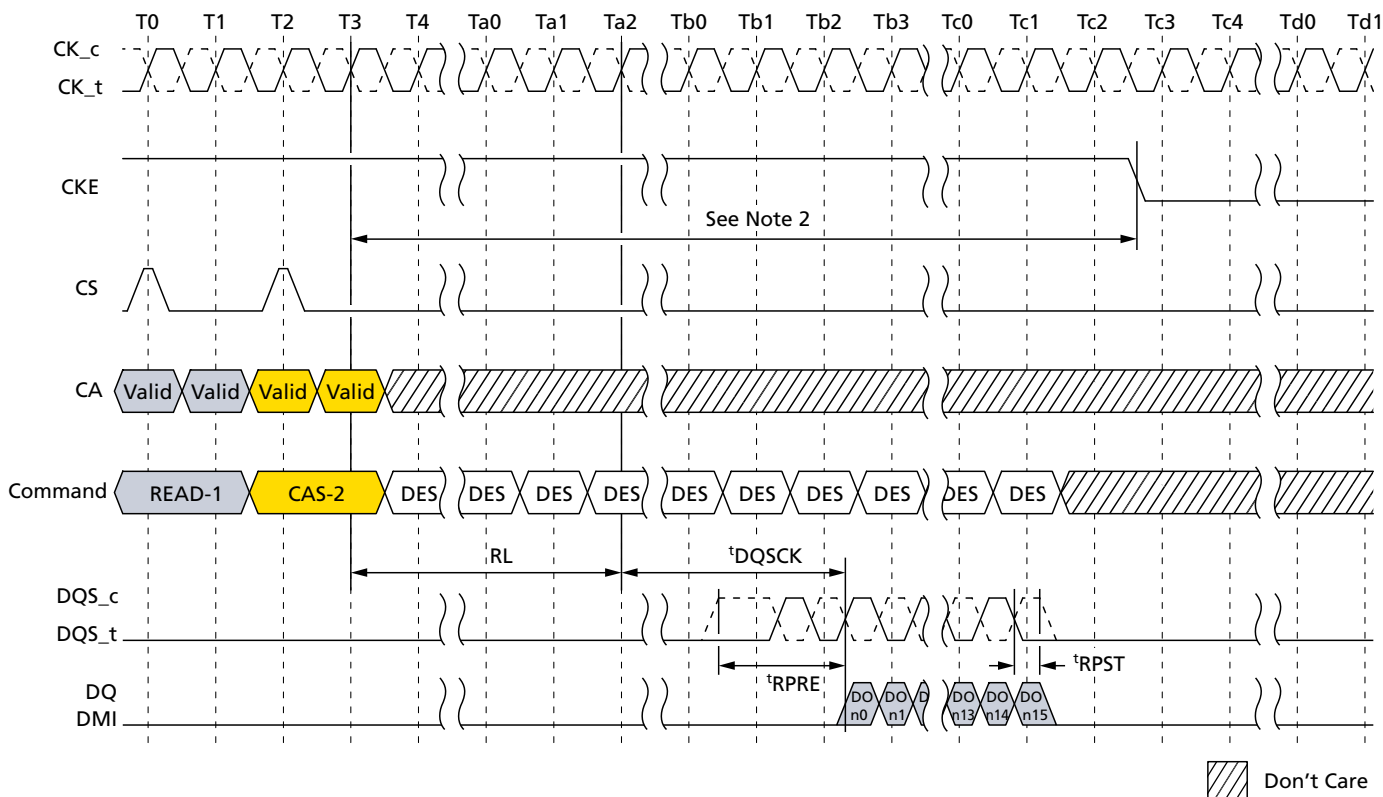 T0 T1 T2 T3 T4 Ta0 Ta1 Ta2 Tb0 Tb1 Tb2 Tb3 Tc0 Tc1 Tc2 Tc3 Tc4 Td0 Td1
CK_c
CK_t
CKE
See Note 2
CS
CA Valid Valid Valid Valid
Command READ-1 CAS-2 DES DES DES DES DES DES DES DES DES DES
RL tDQSCK
DQS_c
DQS_t
tRPRE tRPST
DQ DO DO D DO DO DO
DMI n0 n1 n13 n14 n15
Don't Care